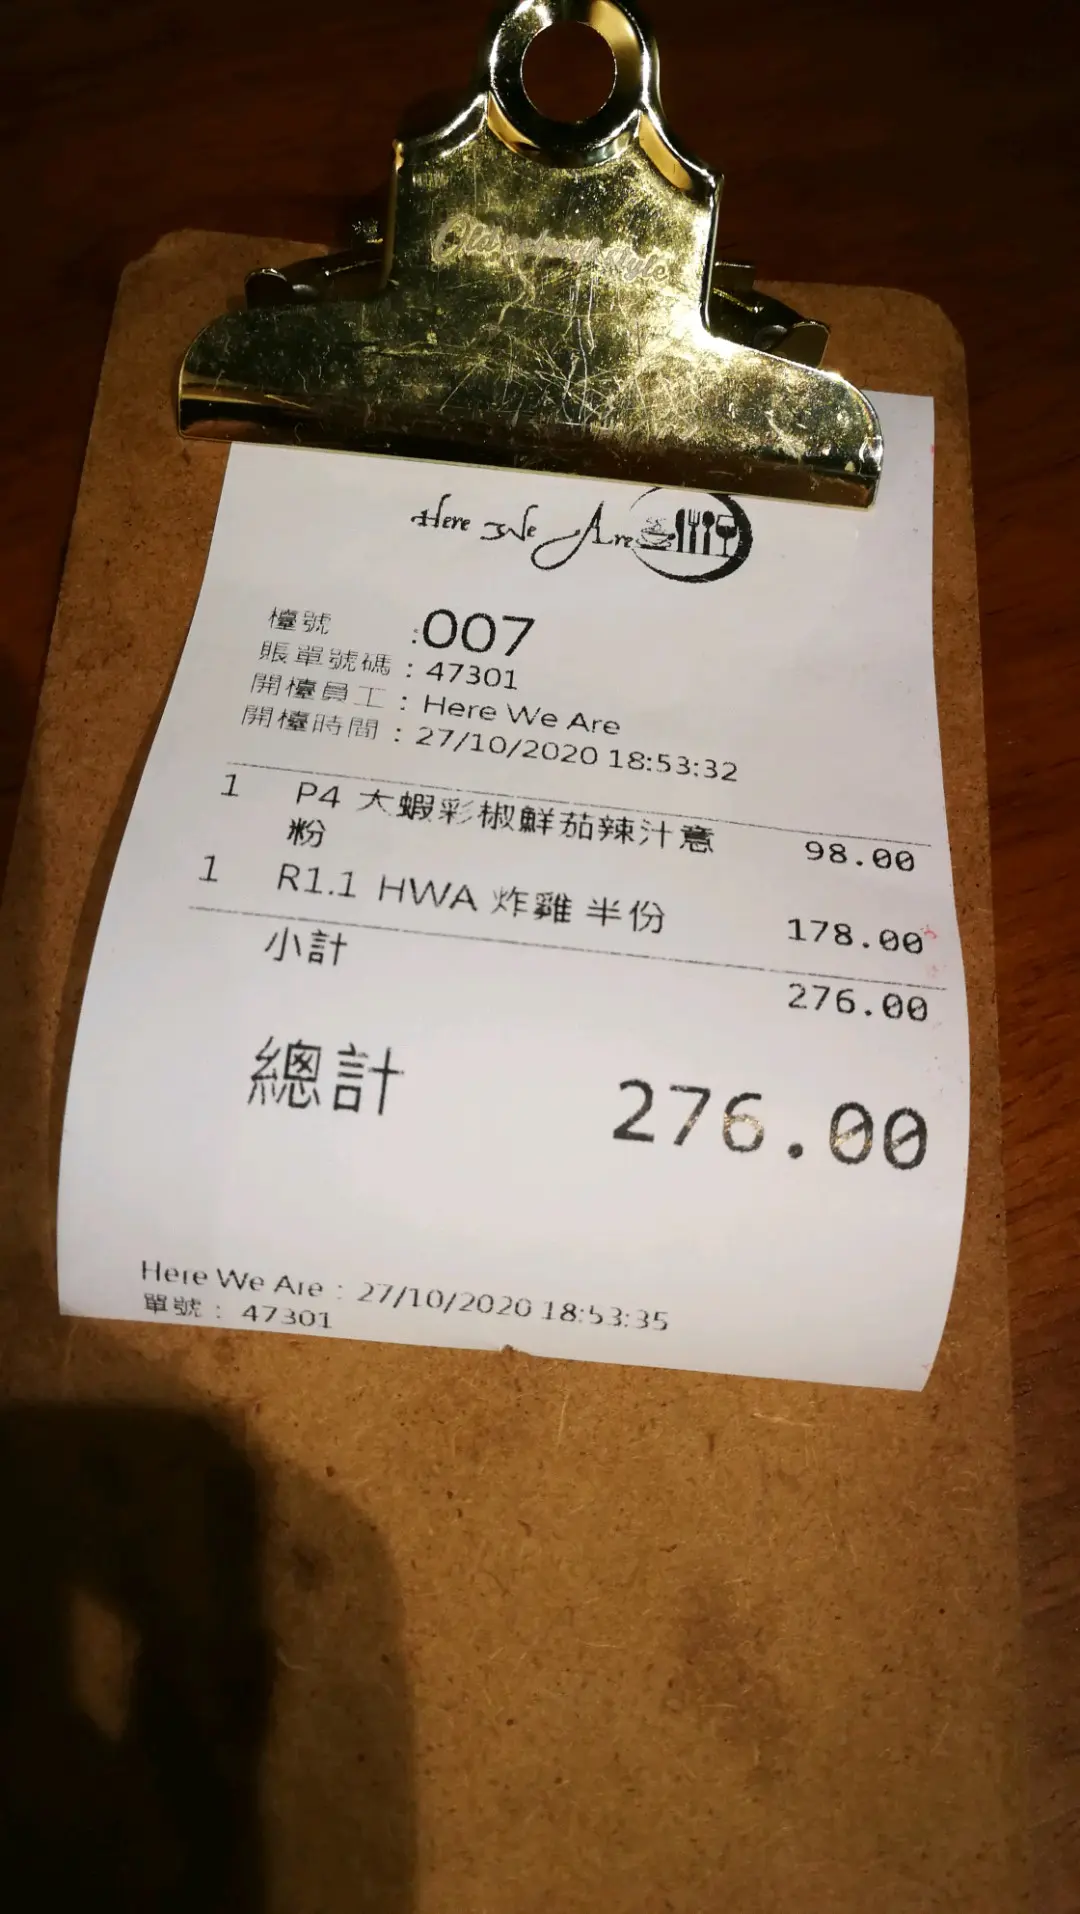 Old school style
Here We Are
檯號 :007
賬單號碼 : 47301
開檯員工 : Here We Are
開檯時間 : 27/10/2020 18:53:32
1 P4 大蝦彩椒鮮茄辣汁意 98.00
粉
1 R1.1 HWA 炸雞 半份 178.00
小計 276.00
總計 276.00
Here We Are : 27/10/2020 18:53:35
單號 : 47301